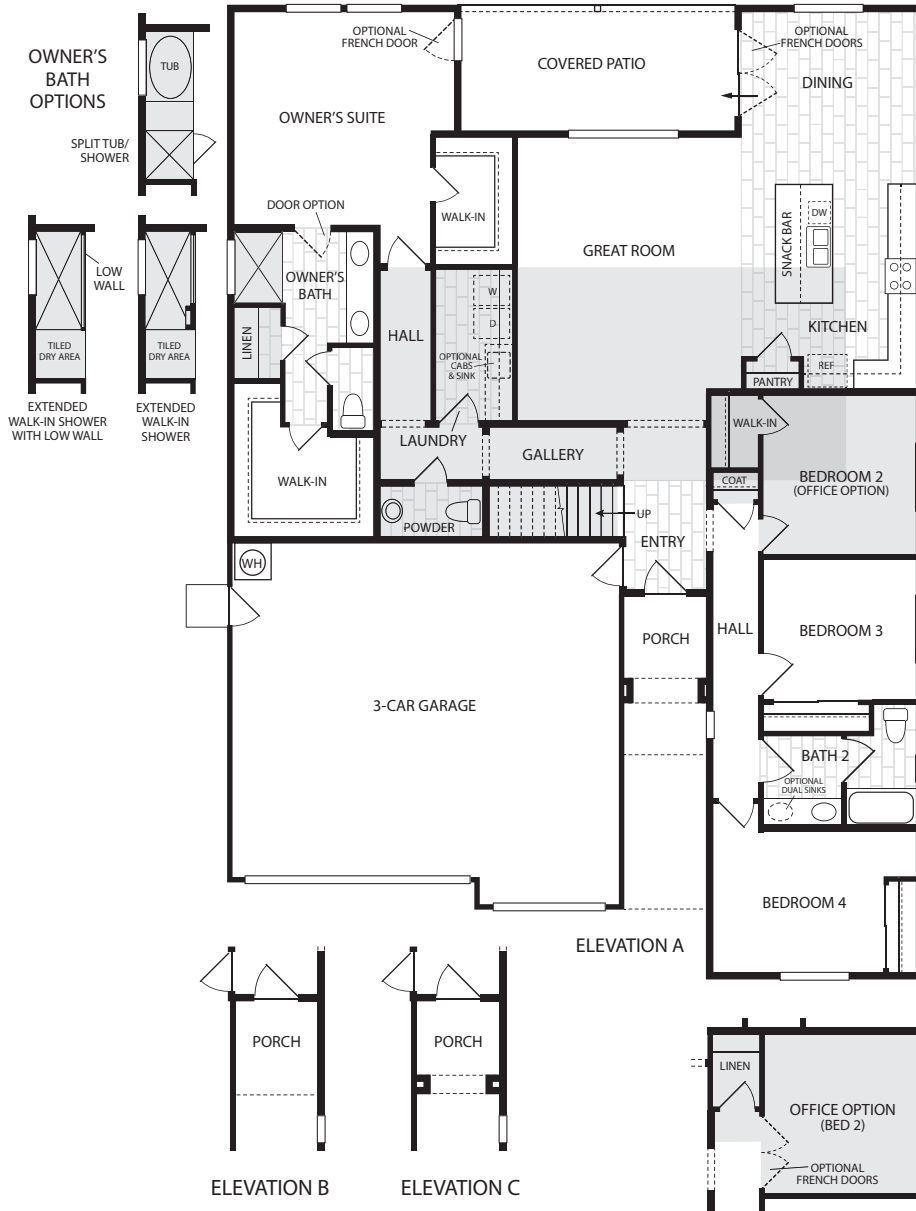 OWNER'S
BATH
OPTIONS
TUB
SPLIT TUB/
SHOWER
LOW
WALL
TILED
DRY AREA
TILED
DRY AREA
EXTENDED
WALK-IN SHOWER
WITH LOW WALL
EXTENDED
WALK-IN
SHOWER
OPTIONAL
FRENCH DOOR
OWNER'S SUITE
COVERED PATIO
OPTIONAL
FRENCH DOORS
DINING
DOOR OPTION
WALK-IN
OWNER'S
BATH
LINEN
HALL
W
D
OPTIONAL
CABS
& SINK
GREAT ROOM
SNACK BAR
DW
KITCHEN
REF
PANTRY
LAUNDRY
GALLERY
WALK-IN
WALK-IN
COAT
BEDROOM 2
(OFFICE OPTION)
POWDER
UP
ENTRY
WH
PORCH
HALL
BEDROOM 3
3-CAR GARAGE
BATH 2
OPTIONAL
DUAL SINKS
BEDROOM 4
ELEVATION A
PORCH
PORCH
ELEVATION B
ELEVATION C
LINEN
OFFICE OPTION
(BED 2)
OPTIONAL
FRENCH DOORS